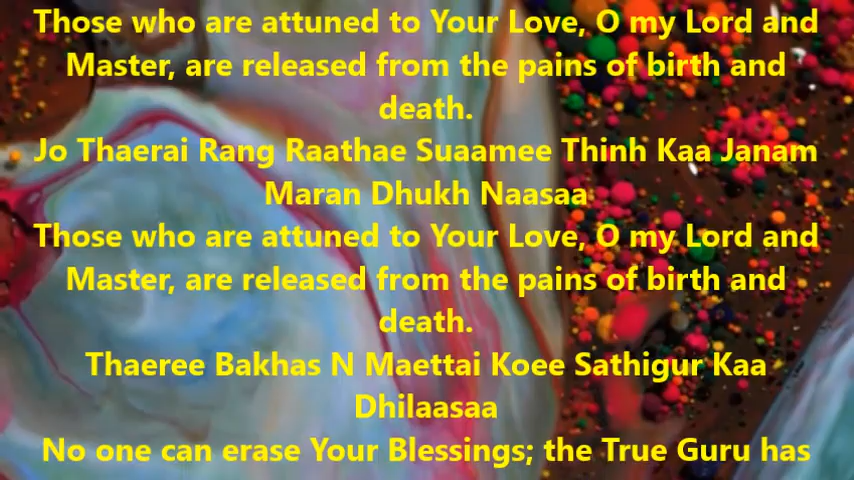 Those who are attuned to Your Love, O my Lord and
Master, are released from the pains of birth and
death.
Jo Thaerai Rang Raathae Suaamee Thinh Kaa Janam
Maran Dhukh Naasaa
Those who are attuned to Your Love, O my Lord and
Master, are released from the pains of birth and
death.
Thaeree Bakhas N Maettai Koee Sathigur Kaa
Dhilaasaa
No one can erase Your Blessings; the True Guru has